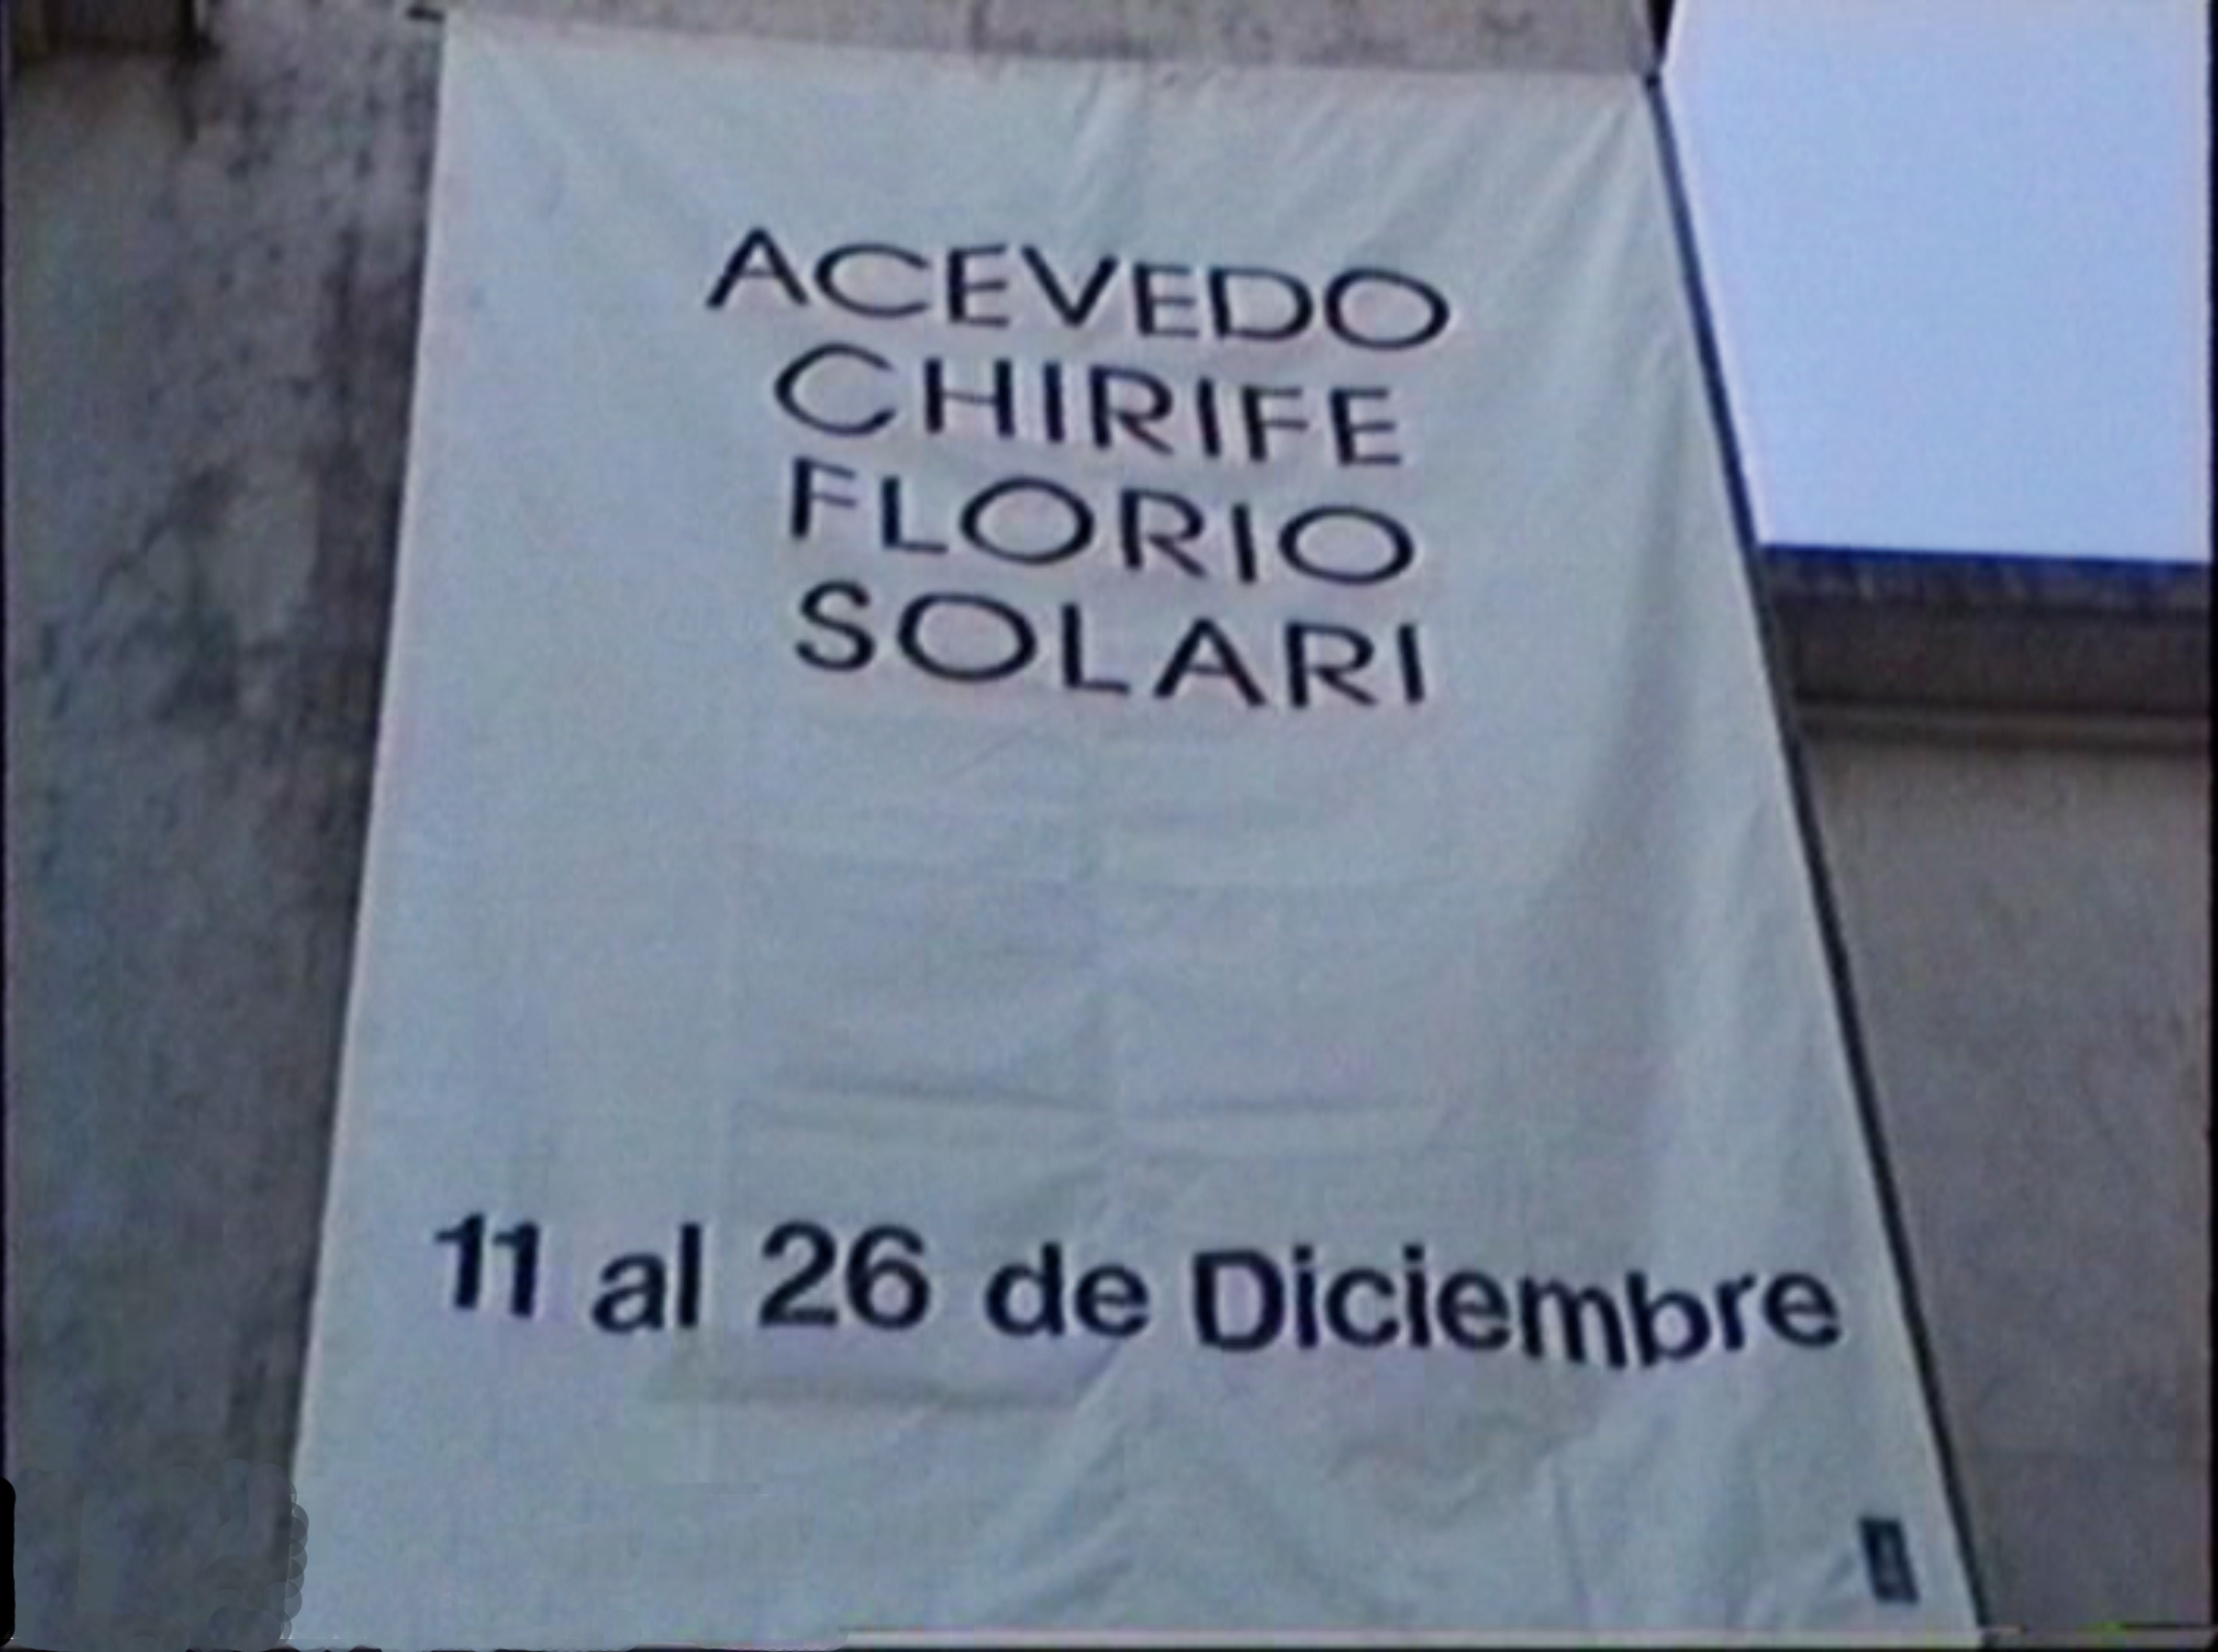 ACEVEDO
CHIRIFE
FLORIO
SOLARI
11 al 26 de Diciembre